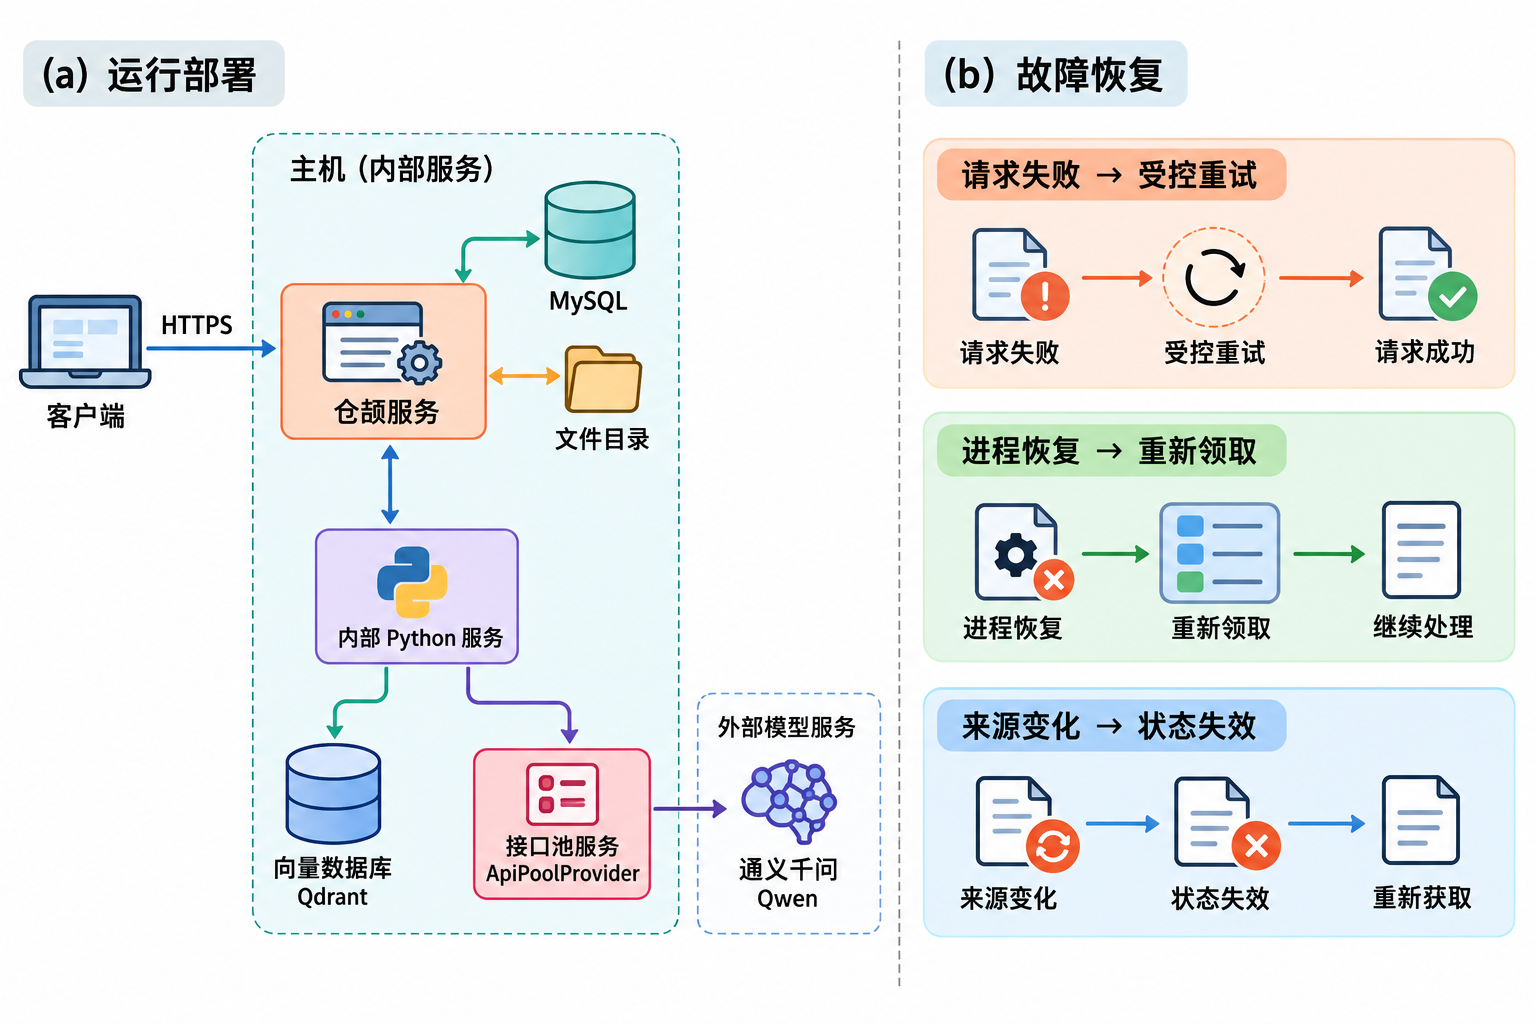 (a) 运行部署
主机（内部服务）
MySQL
HTTPS
客户端
仓颉服务
文件目录
内部 Python 服务
向量数据库
Qdrant
接口池服务
ApiPoolProvider
外部模型服务
通义千问
Qwen
(b) 故障恢复
请求失败 → 受控重试
请求失败
受控重试
请求成功
进程恢复 → 重新领取
进程恢复
重新领取
继续处理
来源变化 → 状态失效
来源变化
状态失效
重新获取